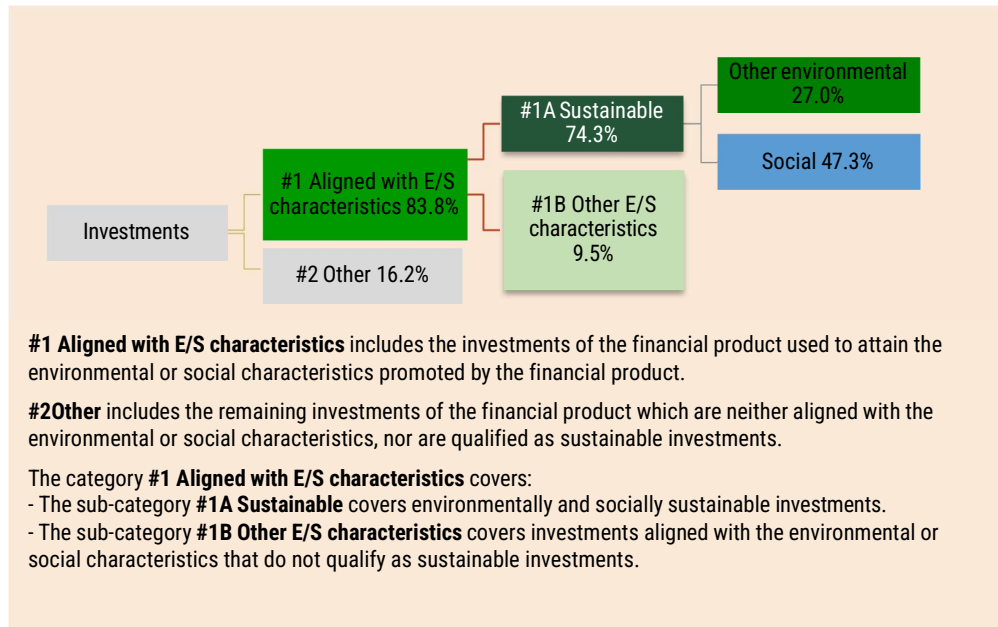 Other environmental
27.0%
#1A Sustainable
74.3%
Social 47.3%
#1 Aligned with E/S
characteristics 83.8%
#1B Other E/S
characteristics
9.5%
Investments
#2 Other 16.2%
#1 Aligned with E/S characteristics includes the investments of the financial product used to attain the
environmental or social characteristics promoted by the financial product.
#2Other includes the remaining investments of the financial product which are neither aligned with the
environmental or social characteristics, nor are qualified as sustainable investments.
The category #1 Aligned with E/S characteristics covers:
- The sub-category #1A Sustainable covers environmentally and socially sustainable investments.
- The sub-category #1B Other E/S characteristics covers investments aligned with the environmental or
social characteristics that do not qualify as sustainable investments.